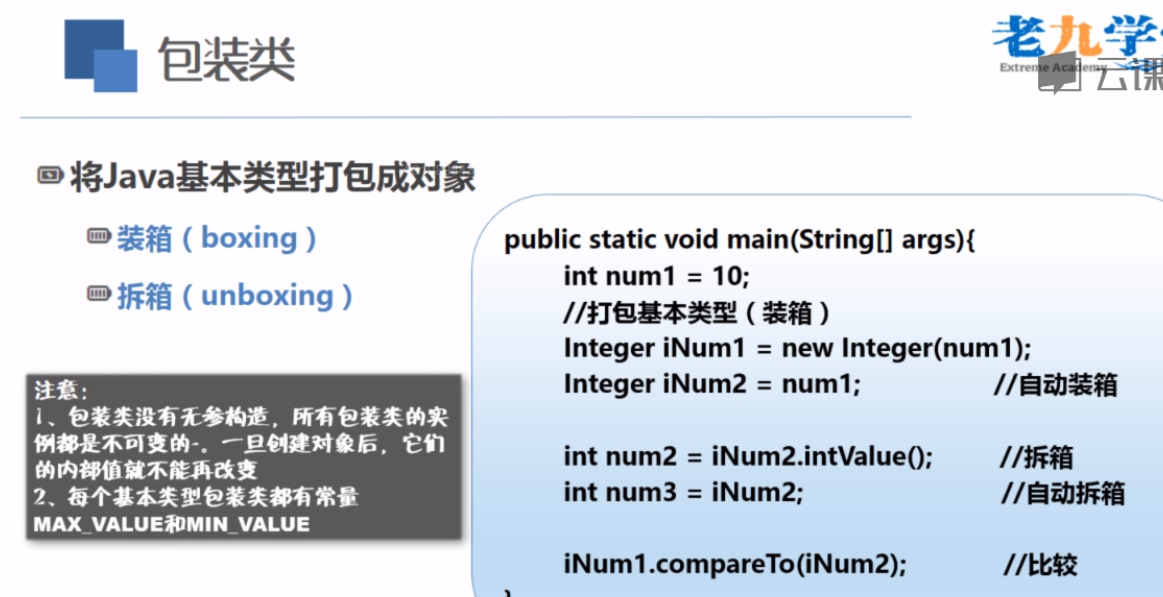 包装类
老九学
Extreme Academy
云课
将Java基本类型打包成对象
装箱（boxing）
拆箱（unboxing）
注意：
1、包装类没有无参构造，所有包装类的实
例都是不可变的-。一旦创建对象后，它们
的内部值就不能再改变
2、每个基本类型包装类都有常量
MAX_VALUE和MIN_VALUE
public static void main(String[] args){
int num1 = 10;
//打包基本类型（装箱）
Integer iNum1 = new Integer(num1);
Integer iNum2 = num1; //自动装箱
int num2 = iNum2.intValue(); //拆箱
int num3 = iNum2; //自动拆箱
iNum1.compareTo(iNum2); //比较
}